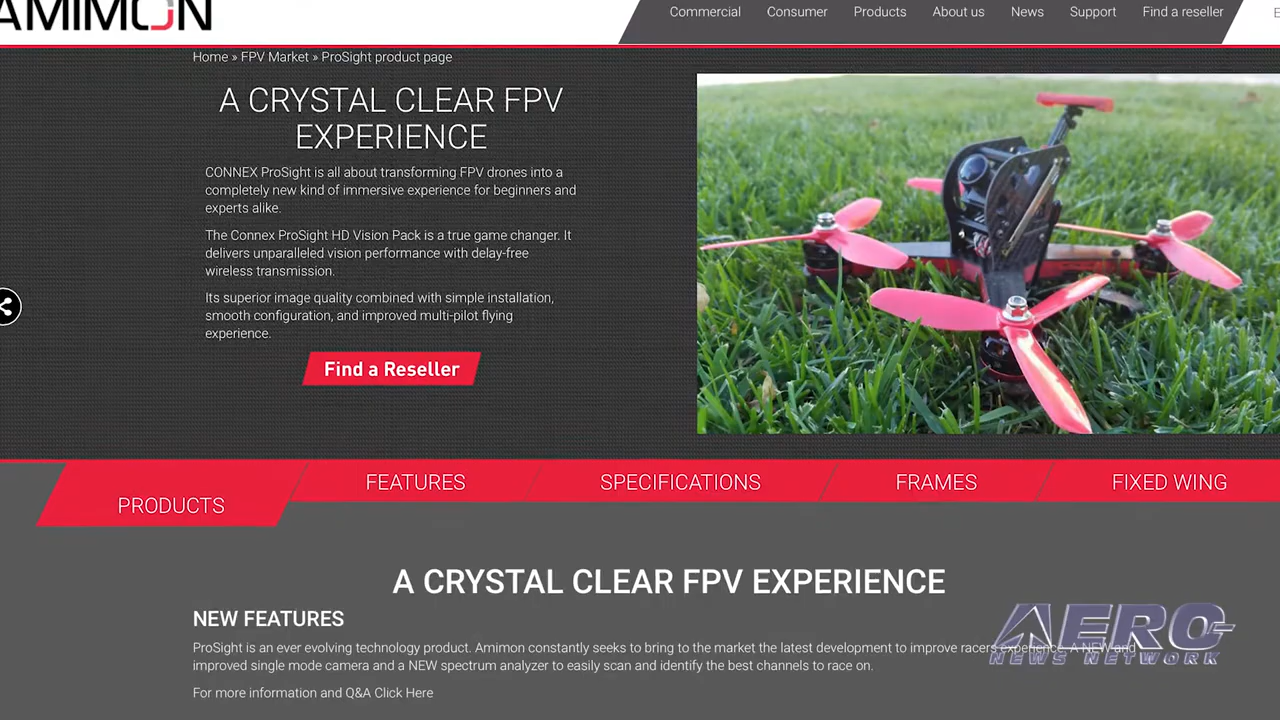 AMIMON
Commercial Consumer Products About us News Support Find a reseller
Home » FPV Market » ProSight product page
A CRYSTAL CLEAR FPV
EXPERIENCE
CONNEX ProSight is all about transforming FPV drones into a
completely new kind of immersive experience for beginners and
experts alike.
The Connex ProSight HD Vision Pack is a true game changer. It
delivers unparalleled vision performance with delay-free
wireless transmission.
Its superior image quality combined with simple installation,
smooth configuration, and improved multi-pilot flying
experience.
Find a Reseller
PRODUCTS
FEATURES
SPECIFICATIONS
FRAMES
FIXED WING
A CRYSTAL CLEAR FPV EXPERIENCE
NEW FEATURES
ProSight is an ever evolving technology product. Amimon constantly seeks to bring to the market the latest development to improve racers experience. A NEW and
improved single mode camera and a NEW spectrum analyzer to easily scan and identify the best channels to race on.
For more information and Q&A Click Here
AERO-
NEWS NETWORK